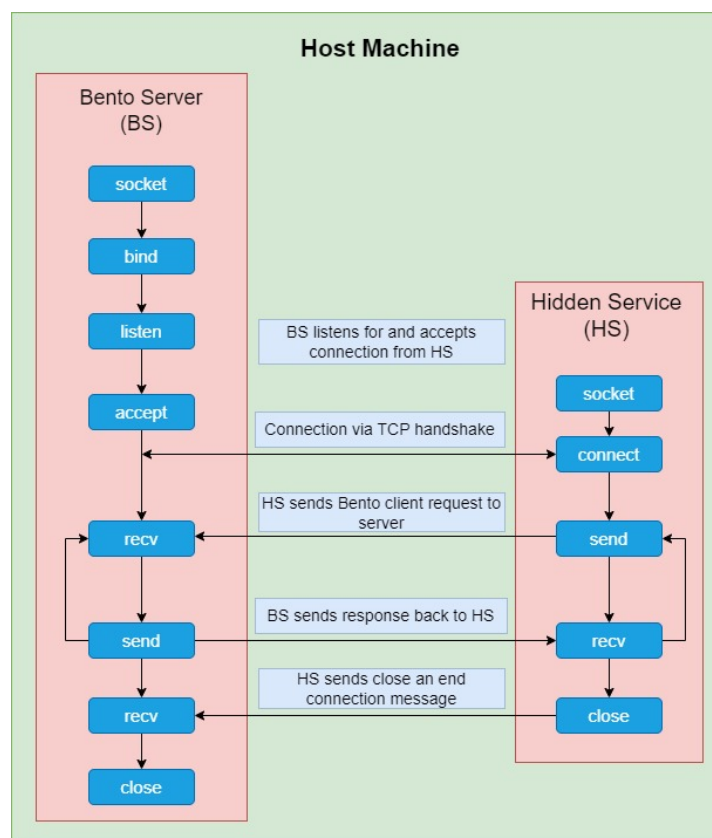 Host Machine
Bento Server
(BS)
socket
bind
listen
accept
recv
send
recv
close
BS listens for and accepts
connection from HS
Connection via TCP handshake
HS sends Bento client request to
server
BS sends response back to HS
HS sends close an end
connection message
Hidden Service
(HS)
socket
connect
send
recv
close